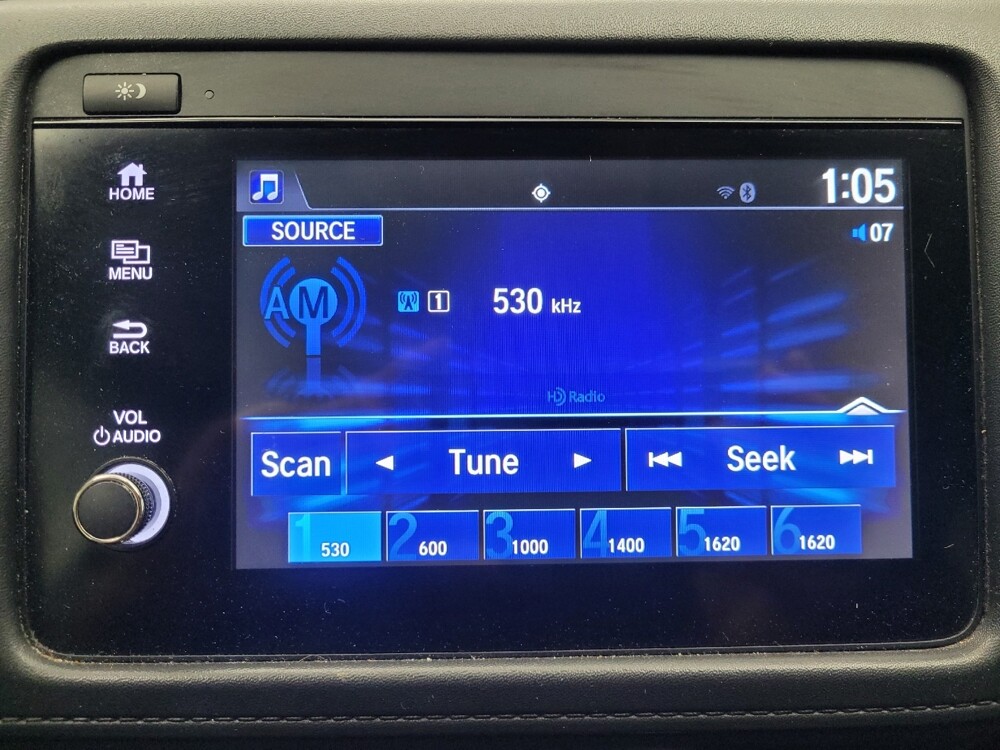 HOME
MENU
BACK
VOL
AUDIO
1:05
SOURCE
07
AM
1
530 kHz
HD Radio
Scan
Tune
Seek
1 530
2 600
3 1000
4 1400
5 1620
6 1620